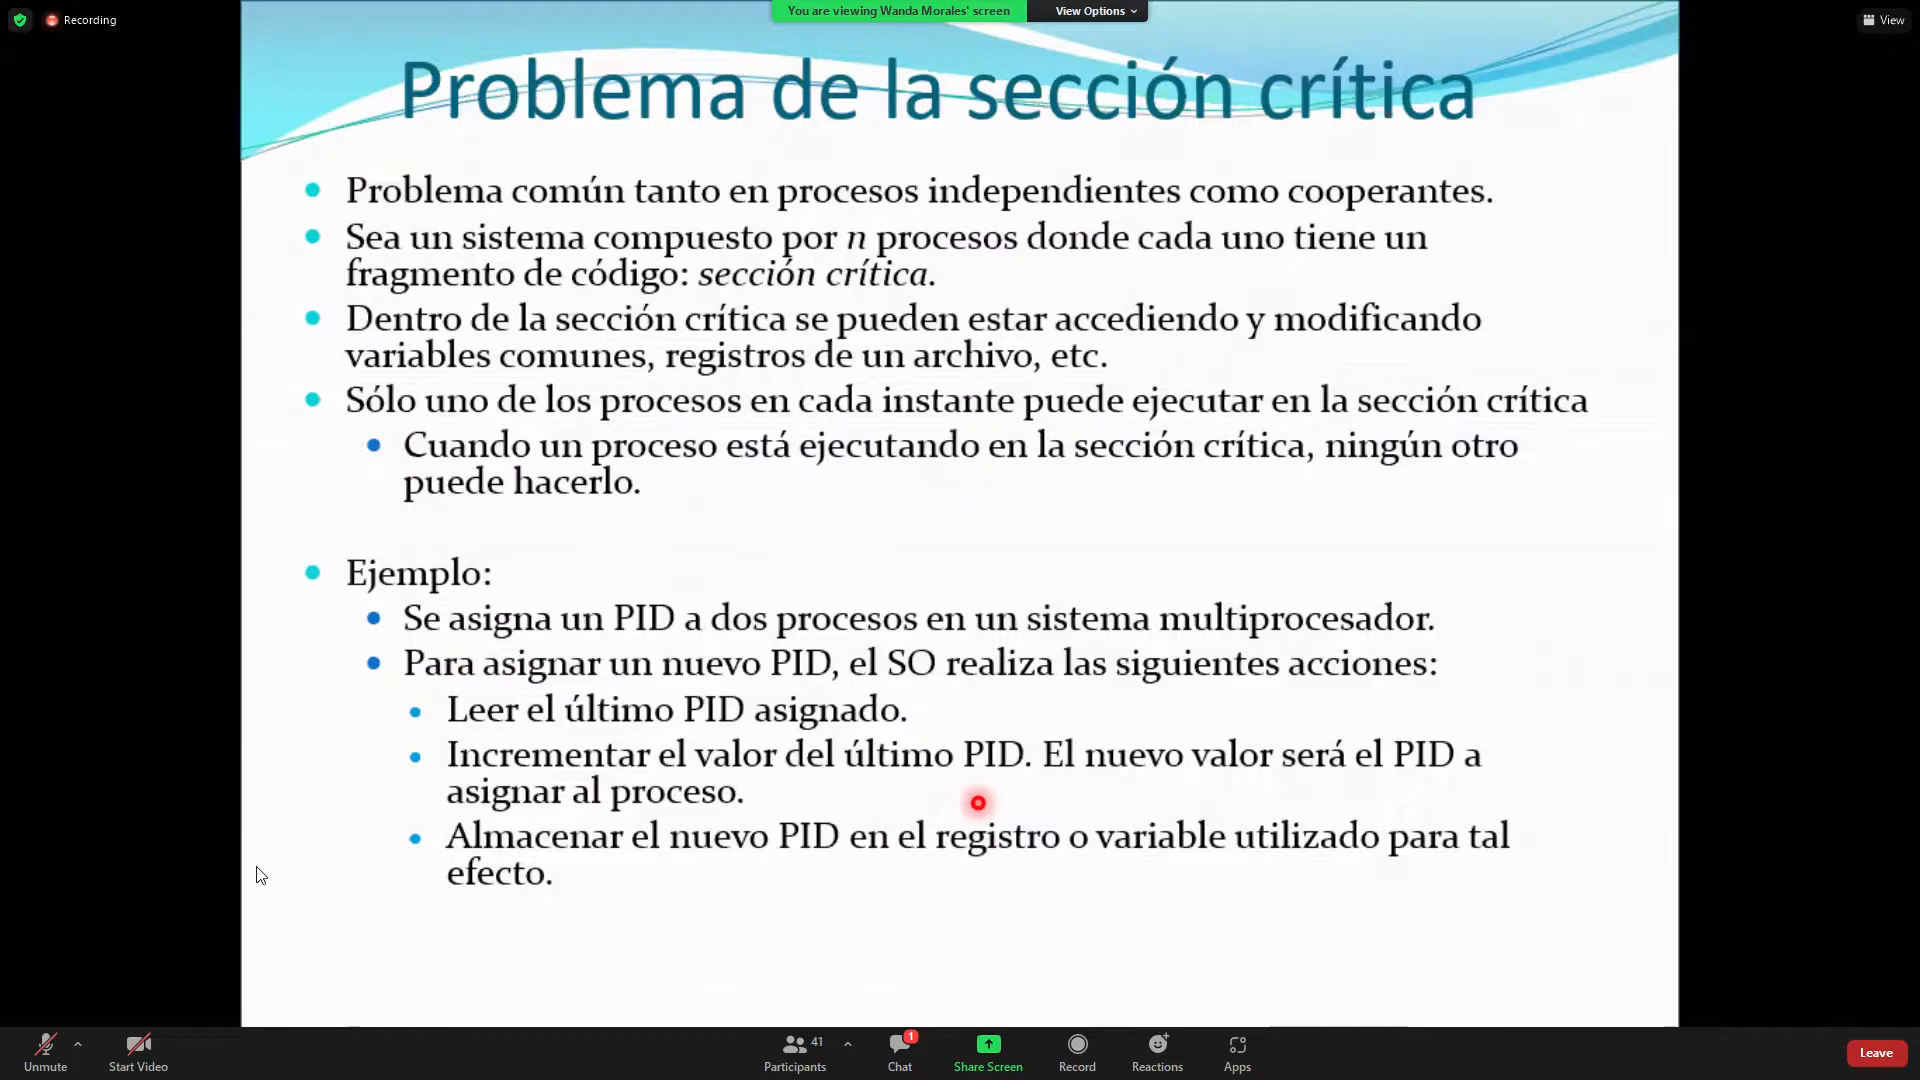 Recording
You are viewing Wanda Morales' screen
View Options
View
Problema de la sección crítica
Problema común tanto en procesos independientes como cooperantes.
Sea un sistema compuesto por n procesos donde cada uno tiene un
fragmento de código: sección crítica.
Dentro de la sección crítica se pueden estar accediendo y modificando
variables comunes, registros de un archivo, etc.
Sólo uno de los procesos en cada instante puede ejecutar en la sección crítica
Cuando un proceso está ejecutando en la sección crítica, ningún otro
puede hacerlo.
Ejemplo:
Se asigna un PID a dos procesos en un sistema multiprocesador.
Para asignar un nuevo PID, el SO realiza las siguientes acciones:
Leer el último PID asignado.
Incrementar el valor del último PID. El nuevo valor será el PID a
asignar al proceso.
Almacenar el nuevo PID en el registro o variable utilizado para tal
efecto.
Unmute
Start Video
41
Participants
1
Chat
Share Screen
Record
Reactions
Apps
Leave